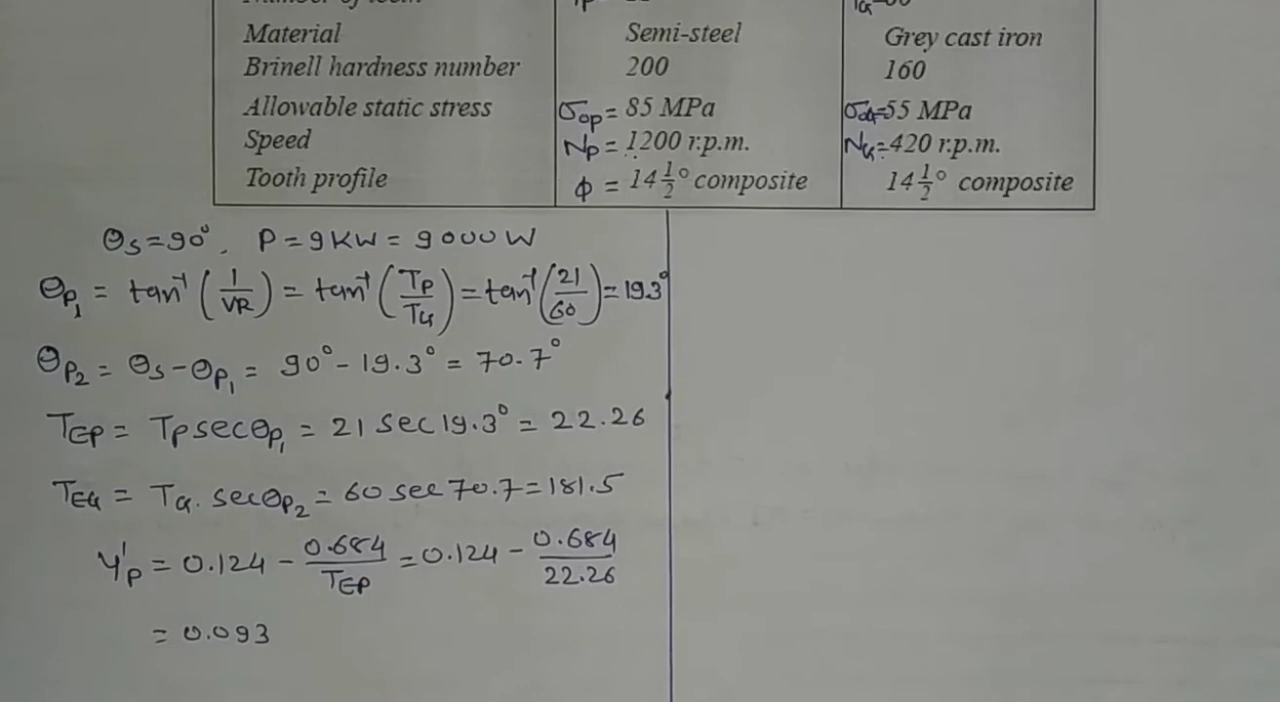 Material Semi-steel Grey cast iron
Brinell hardness number 200 160
Allowable static stress σop = 85 MPa σoG = 55 MPa
Speed Np = 1200 r.p.m. NG = 420 r.p.m.
Tooth profile φ = 14 1/2° composite 14 1/2° composite
θs = 90°, P = 9 KW = 9000 W
θp1 = tan⁻¹ (1/VR) = tan⁻¹ (Tp/TG) = tan⁻¹ (21/60) = 19.3°
θp2 = θs - θp1 = 90° - 19.3° = 70.7°
TEP = Tp sec θp1 = 21 sec 19.3° = 22.26
TEG = TG. sec θp2 = 60 sec 70.7 = 181.5
y'p = 0.124 - 0.684/TEP = 0.124 - 0.684/22.26
= 0.093